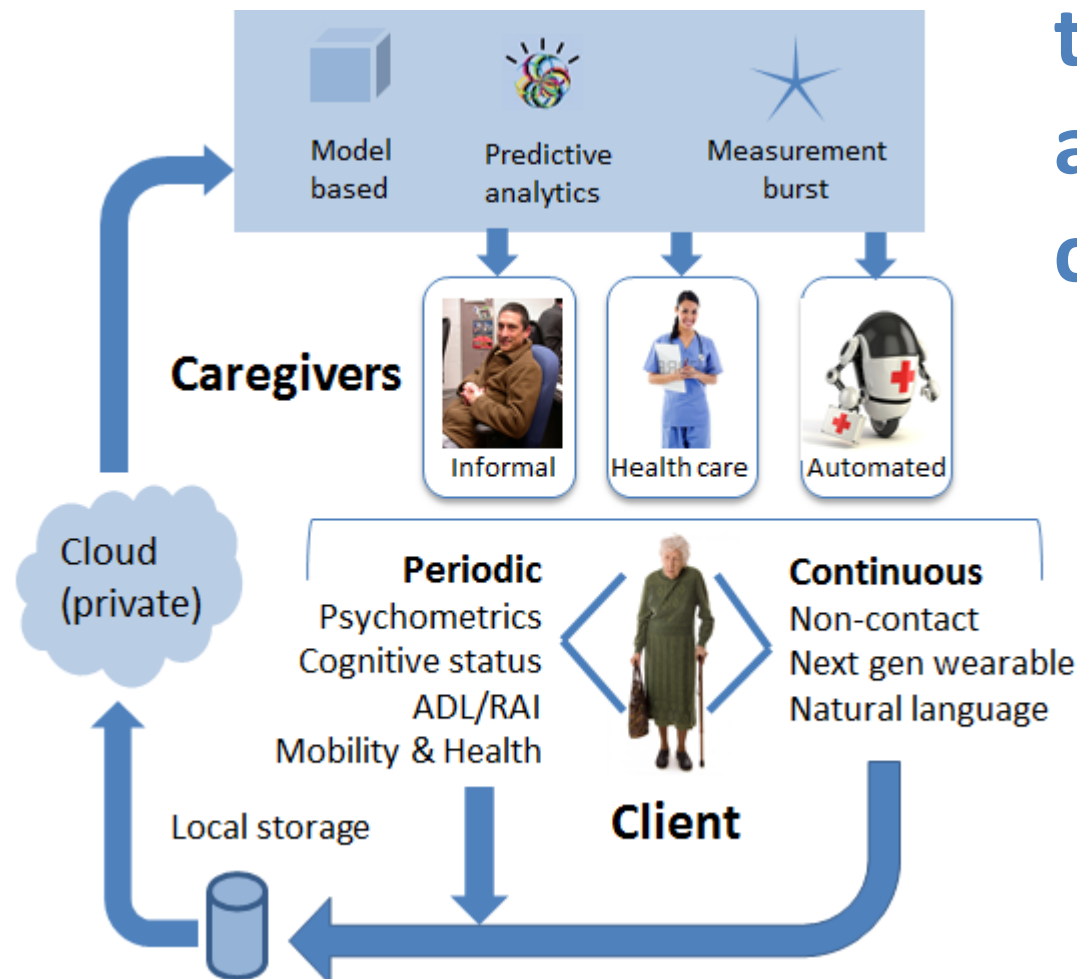 Model
based
Predictive
analytics
Measurement
burst
Caregivers
Informal
Health care
Automated
Cloud
(private)
Periodic
Psychometrics
Cognitive status
ADL/RAI
Mobility & Health
Continuous
Non-contact
Next gen wearable
Natural language
Client
Local storage